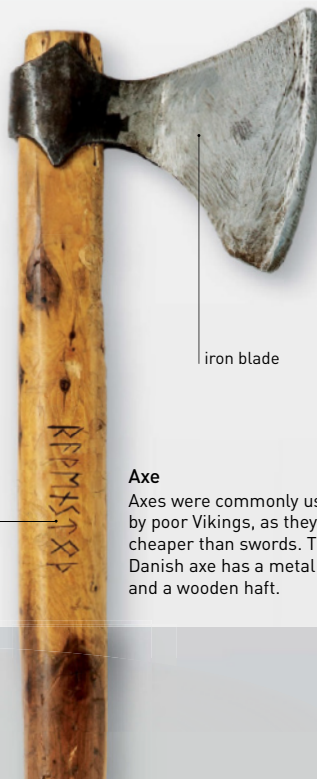 iron blade
Axe
Axes were commonly us
by poor Vikings, as they
cheaper than swords. T
Danish axe has a metal
and a wooden haft.